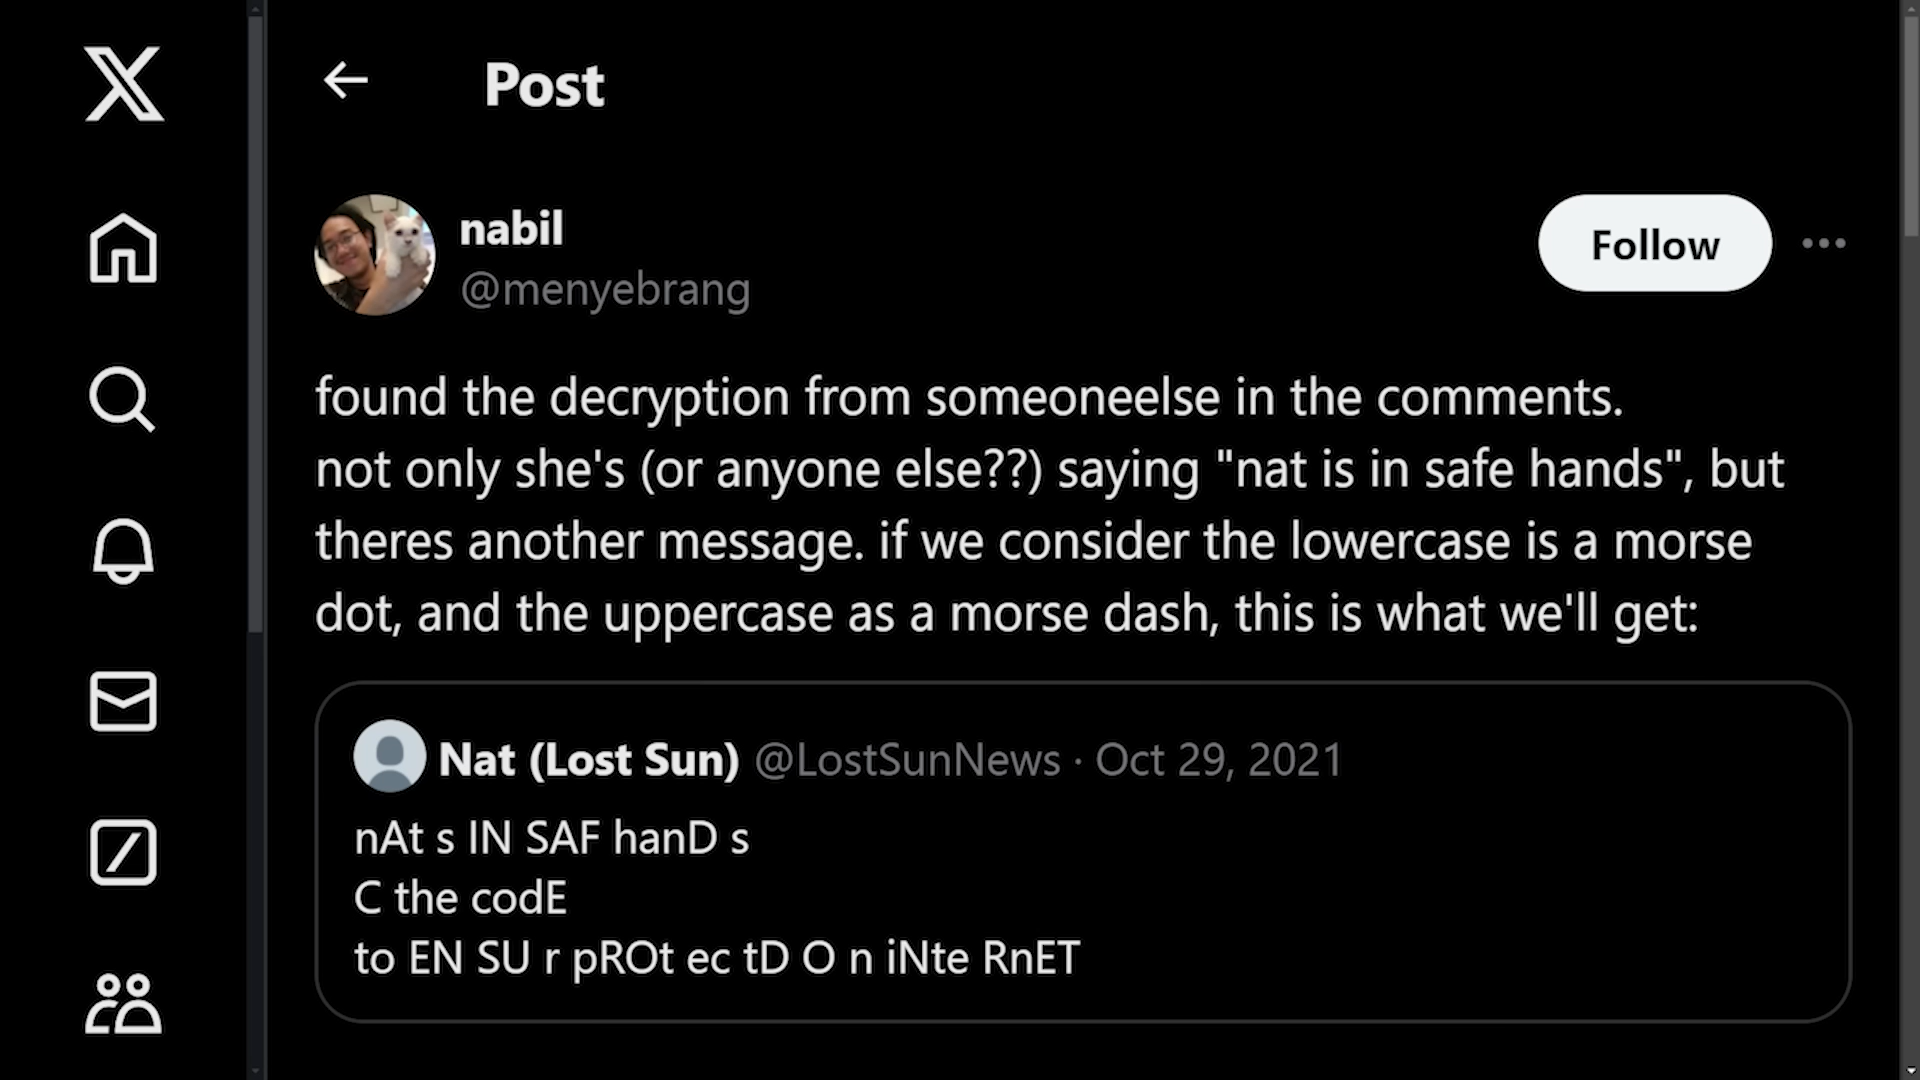 Post
nabil
@menyebrang
Follow
found the decryption from someoneelse in the comments.
not only she's (or anyone else??) saying "nat is in safe hands", but
theres another message. if we consider the lowercase is a morse
dot, and the uppercase as a morse dash, this is what we'll get:
Nat (Lost Sun) @LostSunNews · Oct 29, 2021
nAt s IN SAF hanD s
C the codE
to EN SU r pROt ec tD O n iNte RnET